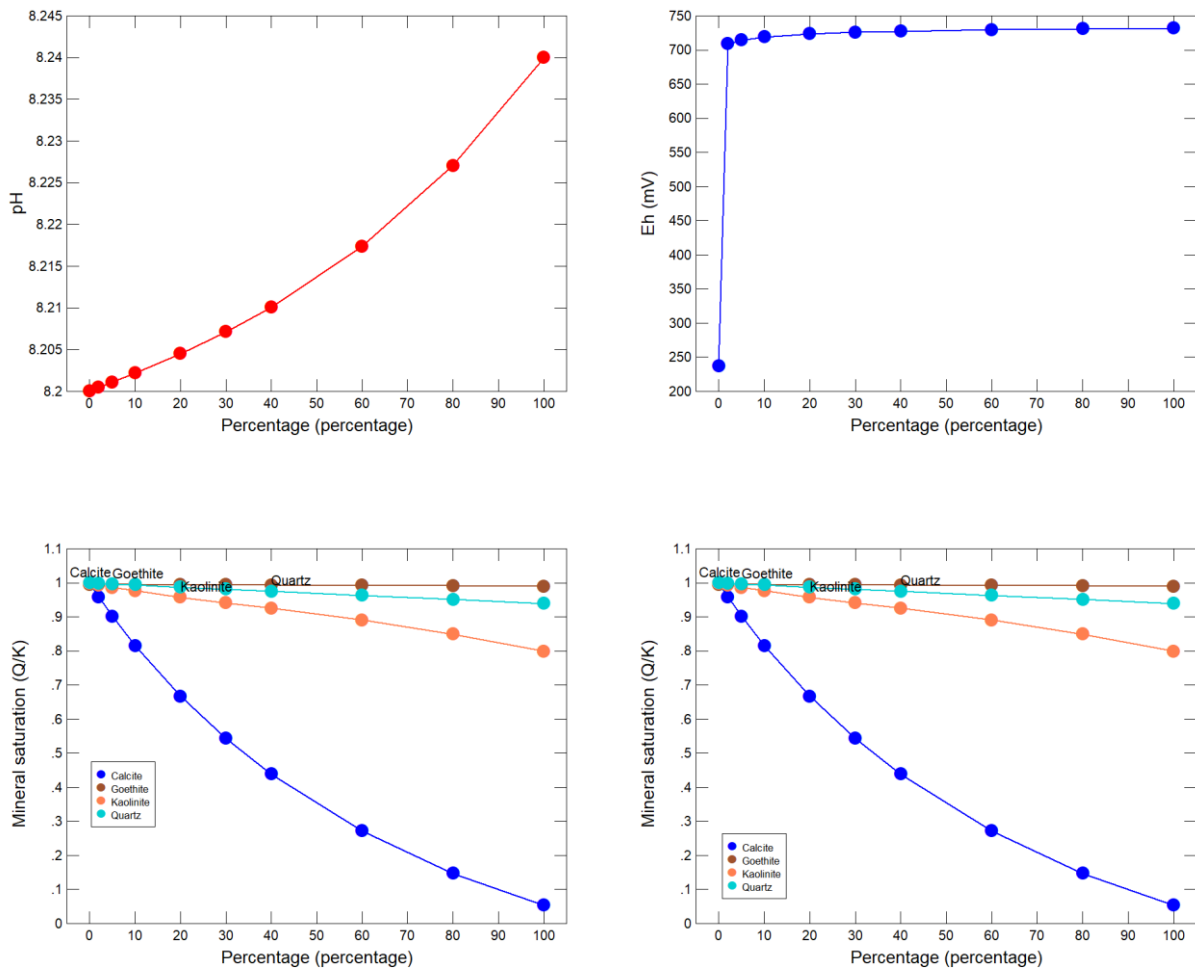 8.245
8.24
8.235
8.23
8.225
8.22
8.215
8.21
8.205
8.2
pH
0 10 20 30 40 50 60 70 80 90 100
Percentage (percentage)
750
700
650
600
550
500
450
400
350
300
250
200
Eh (mV)
0 10 20 30 40 50 60 70 80 90 100
Percentage (percentage)
1.1
1
.9
.8
.7
.6
.5
.4
.3
.2
.1
0
Mineral saturation (Q/K)
Calcite
Goethite
Kaolinite
Quartz
Calcite
Goethite
Kaolinite
Quartz
0 10 20 30 40 50 60 70 80 90 100
Percentage (percentage)
1.1
1
.9
.8
.7
.6
.5
.4
.3
.2
.1
0
Mineral saturation (Q/K)
Calcite
Goethite
Kaolinite
Quartz
Calcite
Goethite
Kaolinite
Quartz
0 10 20 30 40 50 60 70 80 90 100
Percentage (percentage)